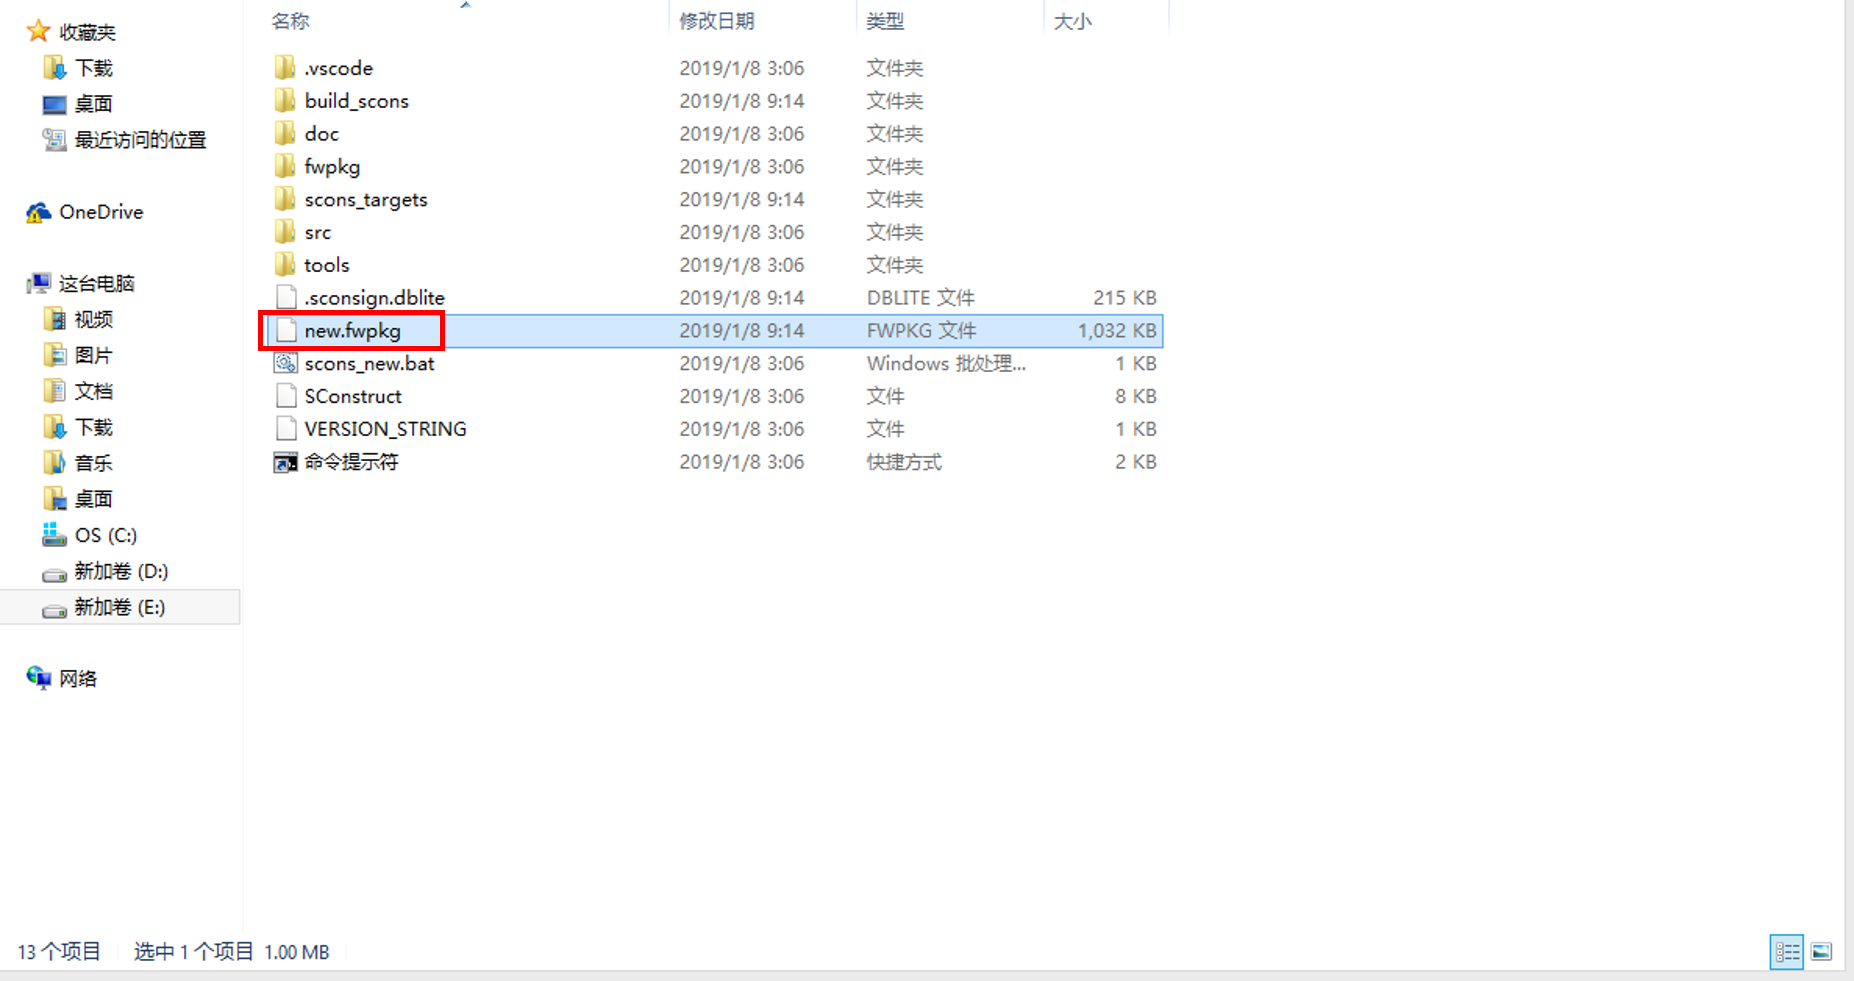 收藏夹
下载
桌面
最近访问的位置
OneDrive
这台电脑
视频
图片
文档
下载
音乐
桌面
OS (C:)
新加卷 (D:)
新加卷 (E:)
网络
名称 修改日期 类型 大小
.vscode 2019/1/8 3:06 文件夹
build_scons 2019/1/8 9:14 文件夹
doc 2019/1/8 3:06 文件夹
fwpkg 2019/1/8 3:06 文件夹
scons_targets 2019/1/8 9:14 文件夹
src 2019/1/8 3:06 文件夹
tools 2019/1/8 3:06 文件夹
.sconsign.dblite 2019/1/8 9:14 DBLITE 文件 215 KB
new.fwpkg 2019/1/8 9:14 FWPKG 文件 1,032 KB
scons_new.bat 2019/1/8 3:06 Windows 批处理... 1 KB
SConstruct 2019/1/8 3:06 文件 8 KB
VERSION_STRING 2019/1/8 3:06 文件 1 KB
命令提示符 2019/1/8 3:06 快捷方式 2 KB
13 个项目 选中 1 个项目 1.00 MB